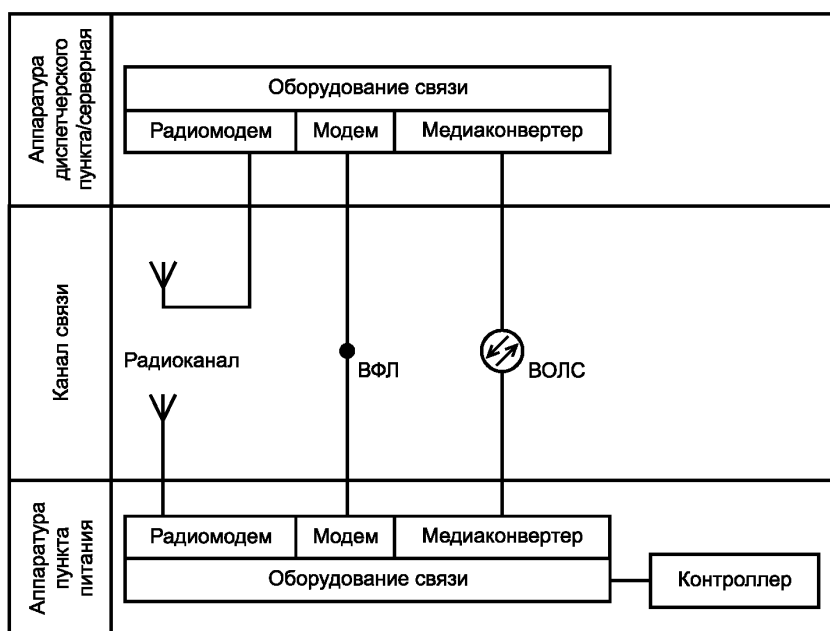 Аппаратура
диспетчерского
пункта/серверная
Оборудование связи
Радиомодем
Модем
Медиаконвертер
Канал связи
Радиоканал
ВФЛ
ВОЛС
Аппаратура
пункта
питания
Радиомодем
Модем
Медиаконвертер
Оборудование связи
Контроллер